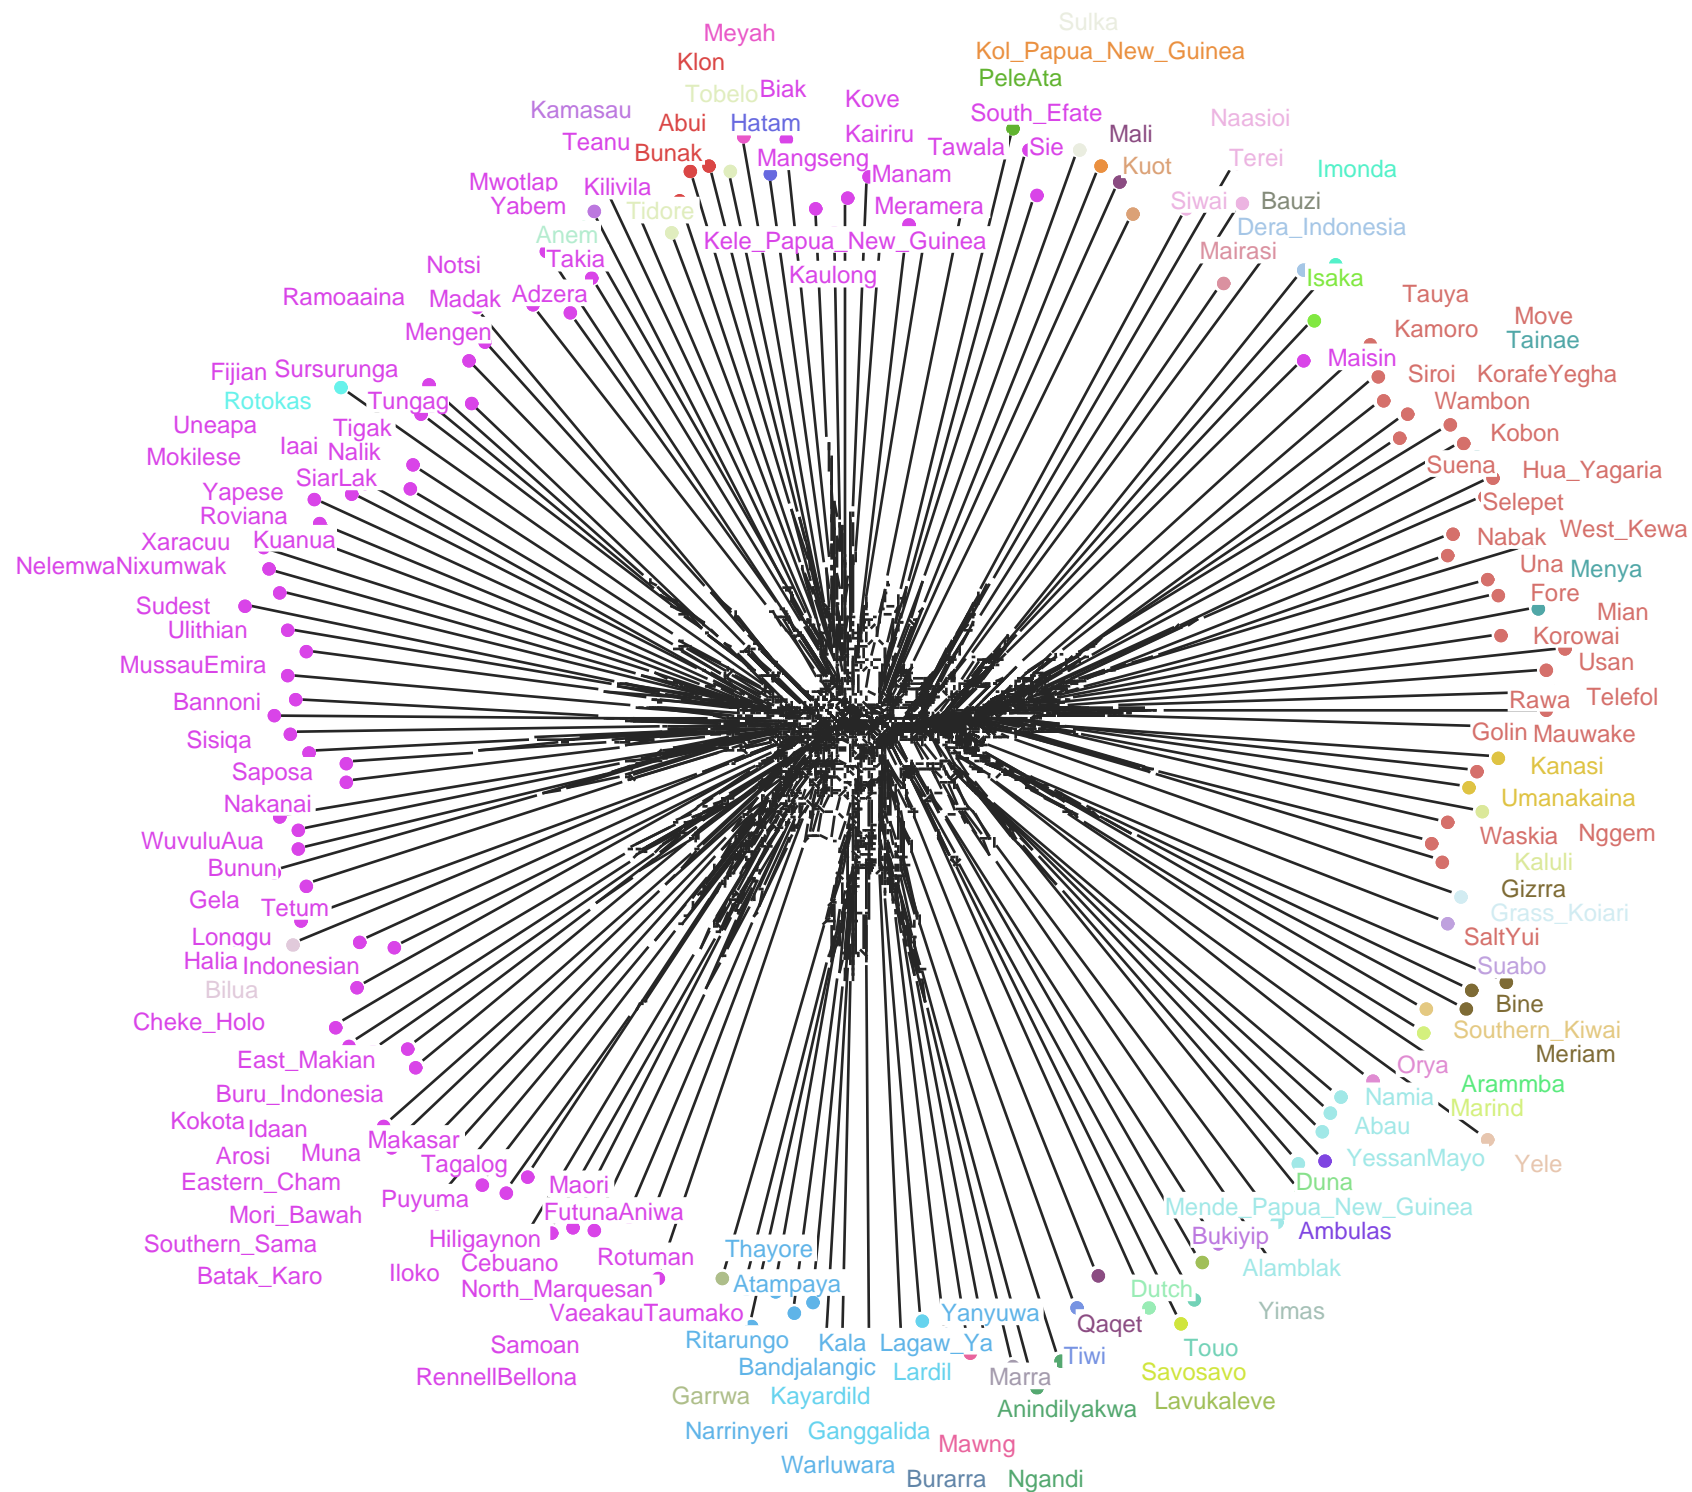 Sulka
Meyah
Kol_Papua_New_Guinea
Klon
PeleAta
Tobelo
Biak
Kove
Kamasau
South_Efate
Naasioi
Abui
Hatam
Kairiru
Mali
Teanu
Tawala
Sie
Bunak
Mangseng
Kuot
Terei
Manam
Imonda
Mwotlap
Kilivila
Siwai
Bauzi
Yabem
Tidore
Meramera
Dera_Indonesia
Anem
Kele_Papua_New_Guinea
Mairasi
Takia
Notsi
Kaulong
Isaka
Ramoaaina
Madak
Adzera
Tauya
Move
Mengen
Kamoro
Tainae
Maisin
Fijian
Sursurunga
Siroi
KorafeYegha
Rotokas
Tungag
Wambon
Uneapa
Tigak
Kobon
Iaai
Nalik
Mokilese
Suena
Hua_Yagaria
SiarLak
Yapese
Selepet
Roviana
Kuanua
Nabak
West_Kewa
Xaracuu
NelemwaNixumwak
Una
Menya
Sudest
Fore
Mian
Ulithian
Korowai
MussauEmira
Usan
Bannoni
Rawa
Telefol
Sisiqa
Golin
Mauwake
Saposa
Kanasi
Nakanai
Umanakaina
WuvuluAua
Waskia
Nggem
Bunun
Kaluli
Gela
Tetum
Gizrra
Grass_Koiari
Longgu
SaltYui
Halia
Indonesian
Suabo
Bilua
Bine
Cheke_Holo
Southern_Kiwai
East_Makian
Meriam
Orya
Arammba
Buru_Indonesia
Namia
Marind
Kokota
Idaan
Abau
Makasar
Arosi
Muna
Tagalog
YessanMayo
Yele
Eastern_Cham
Puyuma
Maori
Duna
Mori_Bawah
FutunaAniwa
Mende_Papua_New_Guinea
Southern_Sama
Hiligaynon
Thayore
Bukiyip
Ambulas
Batak_Karo
Iloko
Cebuano
Rotuman
Alamblak
North_Marquesan
Atampaya
Dutch
VaeakauTaumako
Yanyuwa
Yimas
Samoan
Ritarungo
Kala
Lagaw_Ya
Qaqet
Touo
RennellBellona
Bandjalangic
Lardil
Marra
Tiwi
Savosavo
Garrwa
Kayardild
Anindilyakwa
Lavukaleve
Narrinyeri
Ganggalida
Mawng
Warluwara
Burarra
Ngandi